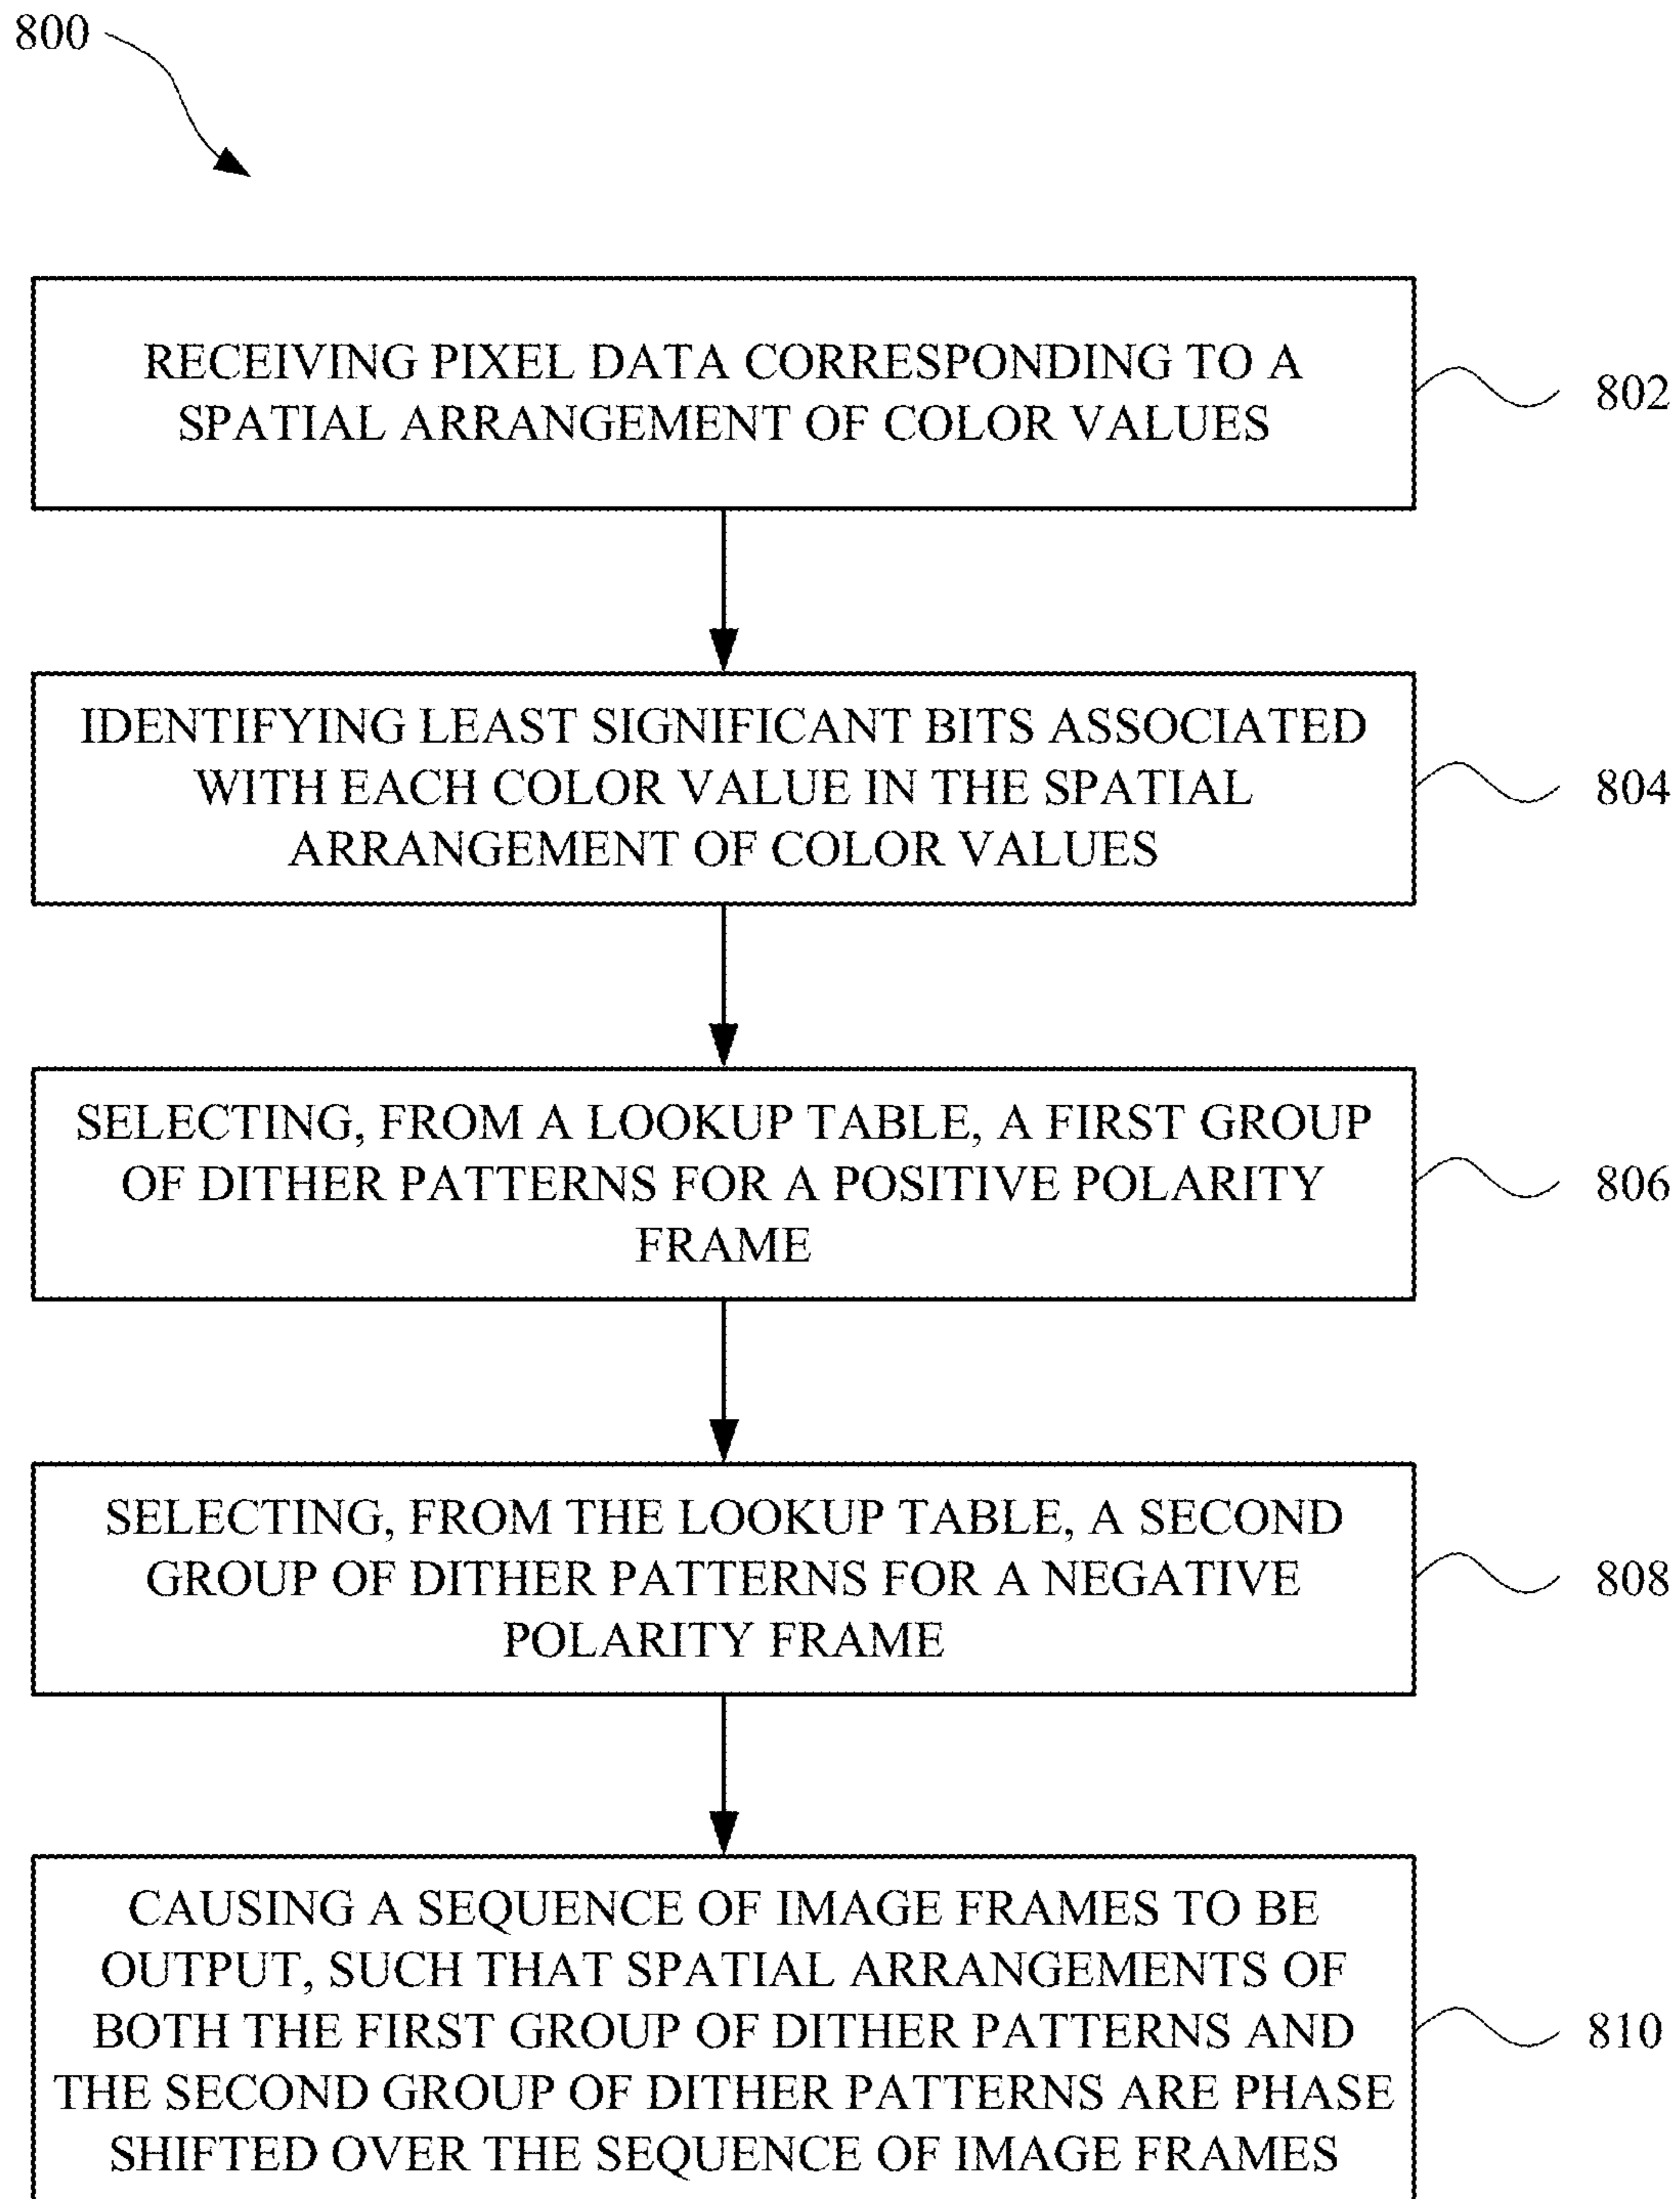 800
RECEIVING PIXEL DATA CORRESPONDING TO A
SPATIAL ARRANGEMENT OF COLOR VALUES
802
IDENTIFYING LEAST SIGNIFICANT BITS ASSOCIATED
WITH EACH COLOR VALUE IN THE SPATIAL
ARRANGEMENT OF COLOR VALUES
804
SELECTING, FROM A LOOKUP TABLE, A FIRST GROUP
OF DITHER PATTERNS FOR A POSITIVE POLARITY
FRAME
806
SELECTING, FROM THE LOOKUP TABLE, A SECOND
GROUP OF DITHER PATTERNS FOR A NEGATIVE
POLARITY FRAME
808
CAUSING A SEQUENCE OF IMAGE FRAMES TO BE
OUTPUT, SUCH THAT SPATIAL ARRANGEMENTS OF
BOTH THE FIRST GROUP OF DITHER PATTERNS AND
THE SECOND GROUP OF DITHER PATTERNS ARE PHASE
SHIFTED OVER THE SEQUENCE OF IMAGE FRAMES
810